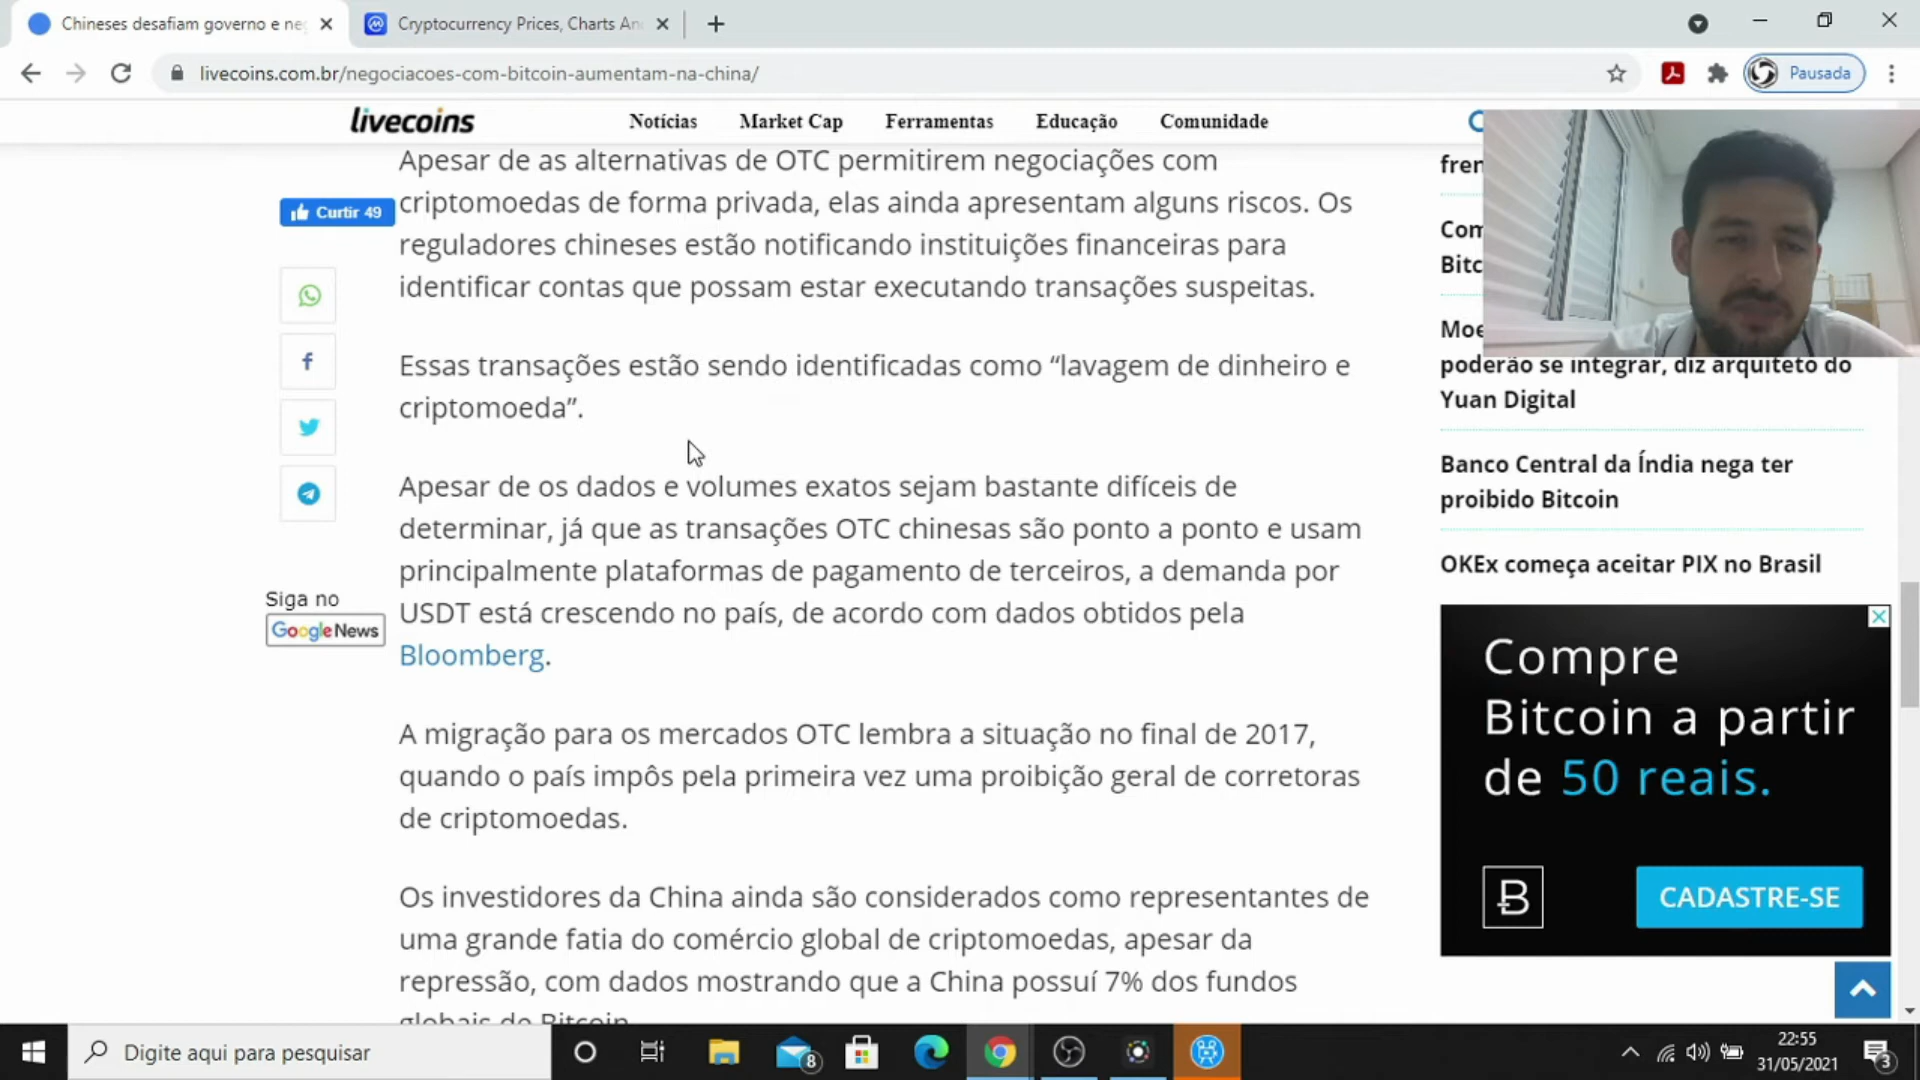 Chineses desafiam governo e neg
Cryptocurrency Prices, Charts An
livecoins.com.br/negociacoes-com-bitcoin-aumentam-na-china/
Pausada
livecoins
Notícias
Market Cap
Ferramentas
Educação
Comunidade
Apesar de as alternativas de OTC permitirem negociações com
criptomoedas de forma privada, elas ainda apresentam alguns riscos. Os
reguladores chineses estão notificando instituições financeiras para
identificar contas que possam estar executando transações suspeitas.
Essas transações estão sendo identificadas como “lavagem de dinheiro e
criptomoeda”.
Apesar de os dados e volumes exatos sejam bastante difíceis de
determinar, já que as transações OTC chinesas são ponto a ponto e usam
principalmente plataformas de pagamento de terceiros, a demanda por
USDT está crescendo no país, de acordo com dados obtidos pela
Bloomberg.
A migração para os mercados OTC lembra a situação no final de 2017,
quando o país impôs pela primeira vez uma proibição geral de corretoras
de criptomoedas.
Os investidores da China ainda são considerados como representantes de
uma grande fatia do comércio global de criptomoedas, apesar da
repressão, com dados mostrando que a China possuí 7% dos fundos
globais de Bitcoin
Curtir 49
Siga no
Google News
fren
Com
Bitc
Moe
poderão se integrar, diz arquiteto do
Yuan Digital
Banco Central da Índia nega ter
proibido Bitcoin
OKEx começa aceitar PIX no Brasil
Compre
Bitcoin a partir
de 50 reais.
CADASTRE-SE
Digite aqui para pesquisar
8
22:55
31/05/2021
3